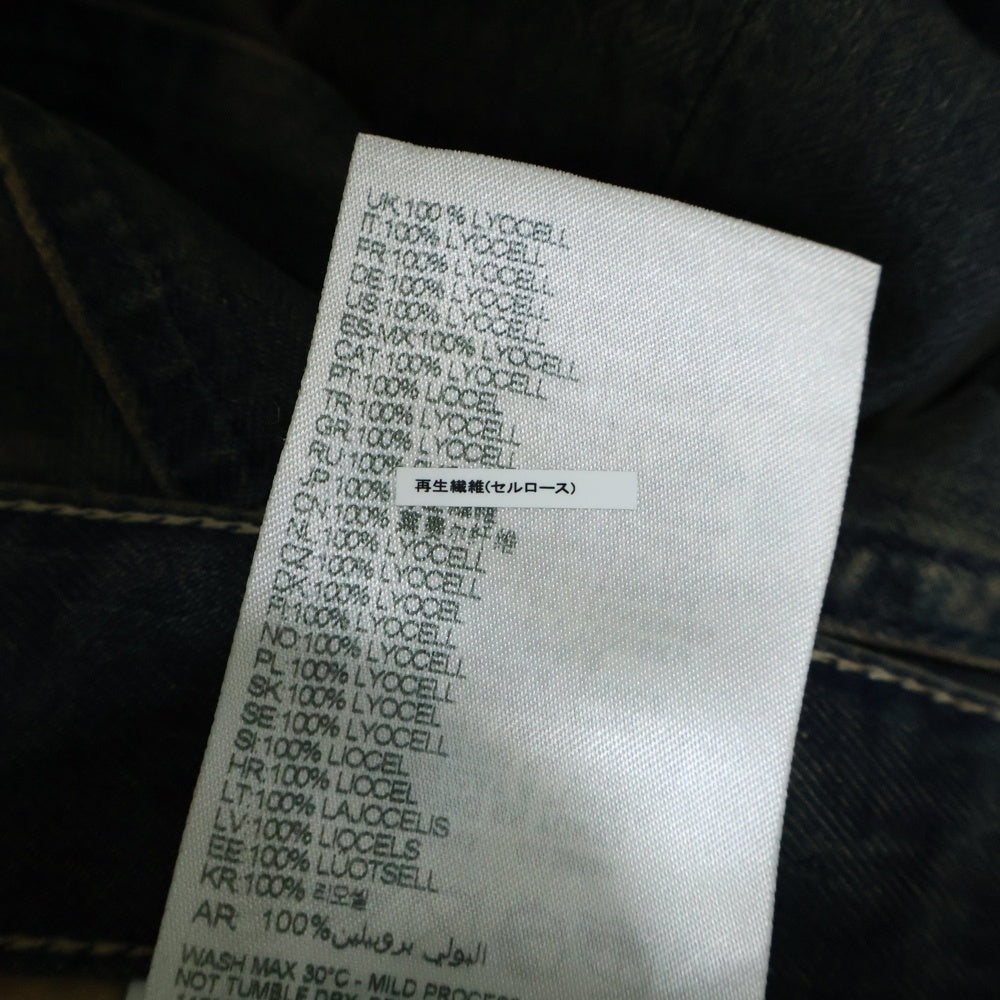 UK:100 % LYOCELL
IT:100% LYOCELL
FR:100% LYOCELL
DE:100% LYOCELL
US:100% LYOCELL
ES-MX:100% LYOCELL
CAT:100% LYOCELL
PT:100% LIOCEL
TR:100% LYOCELL
GR:100% LYOCELL
RU:100%
JP:100% 再生繊維(セルロース)
CN:100%
100% LYOCELL
CZ:100% LYOCELL
DK:100% LYOCEL
FI:100% LYOCELL
NO:100% LYOCELL
PL:100% LYOCELL
SK:100% LYOCEL
SE:100% LYOCELL
SI:100% LIOCEL
HR:100% LIOCEL
LT:100% LAJOCELIS
LV:100% LIOCELS
EE:100% LUOTSELL
KR:100% 리오셀
AR: 100%
WASH MAX 30°C - MILD PROCESS
NOT TUMBLE DRY